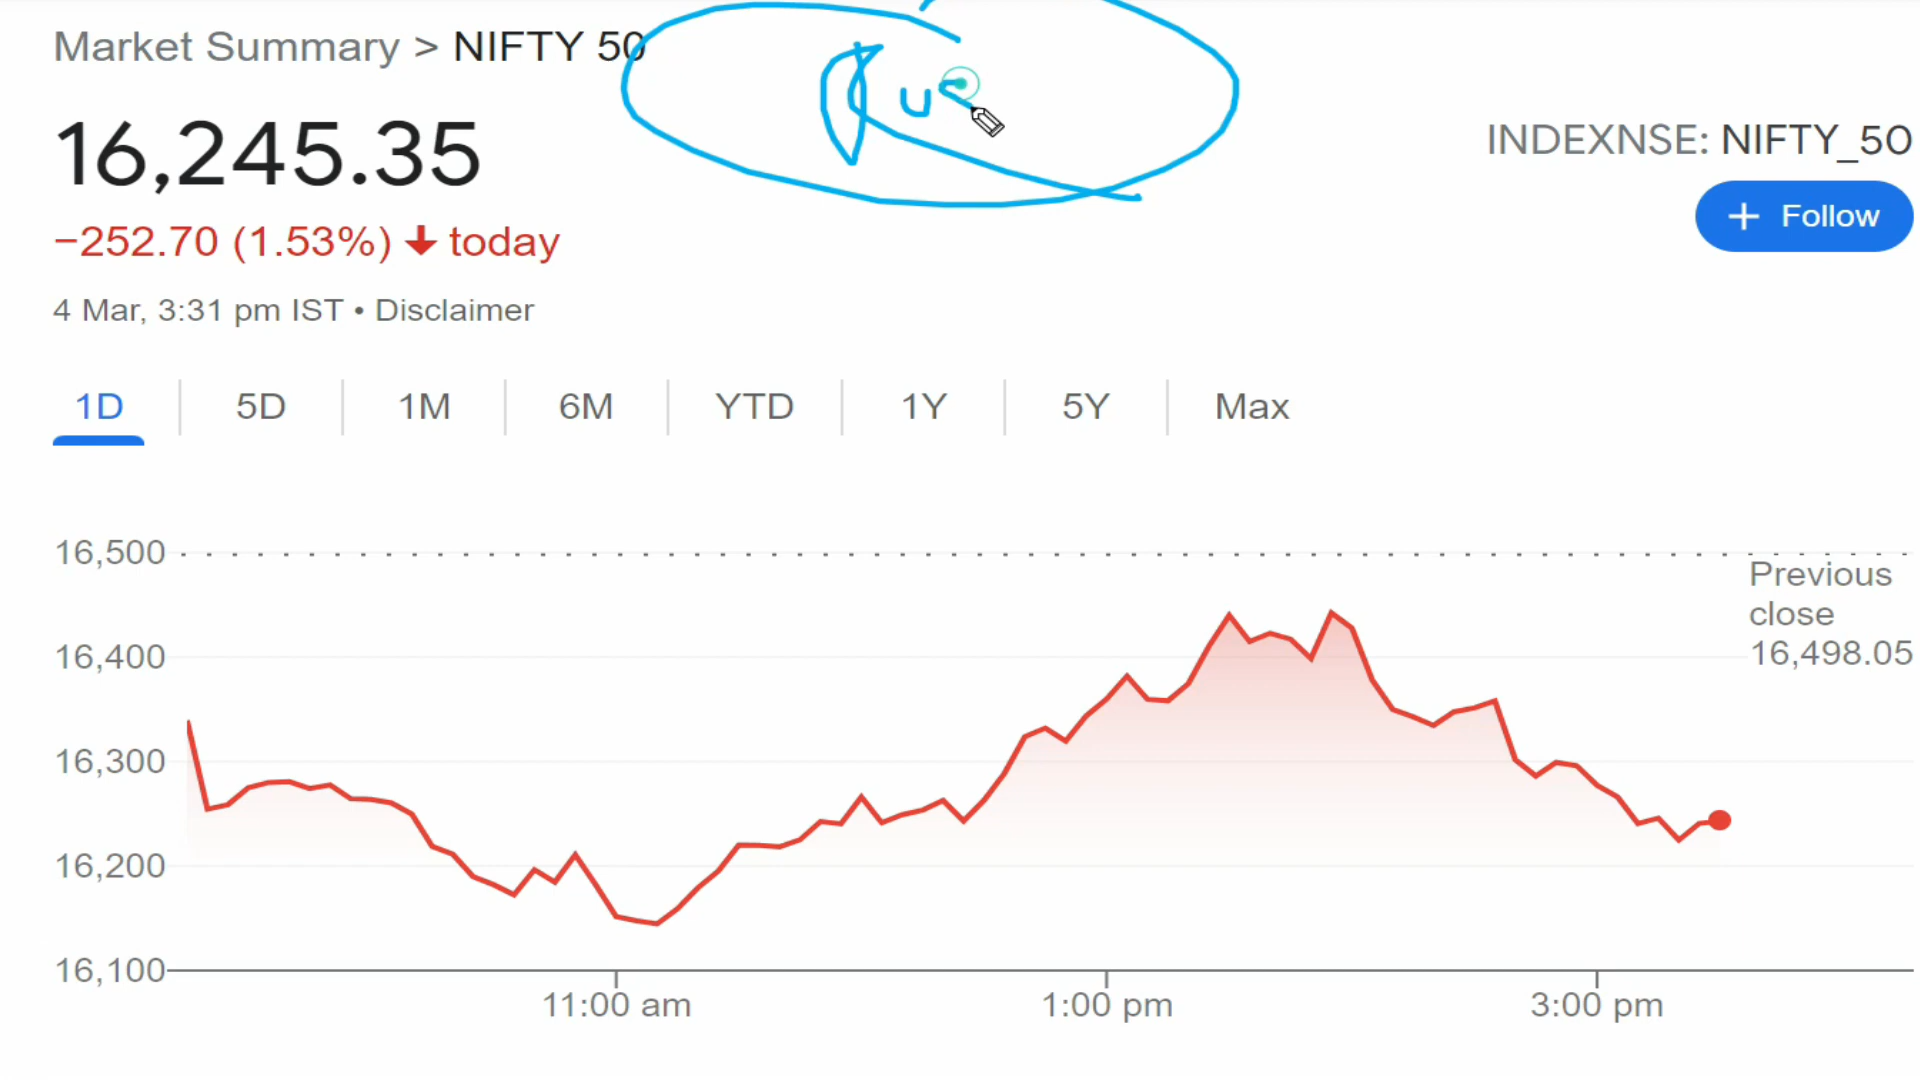 Market Summary > NIFTY 50
16,245.35
−252.70 (1.53%) ↓ today
4 Mar, 3:31 pm IST • Disclaimer
INDEXNSE: NIFTY_50
+ Follow
1D 5D 1M 6M YTD 1Y 5Y Max
16,500
Previous
close
16,498.05
16,400
16,300
16,200
16,100
11:00 am 1:00 pm 3:00 pm